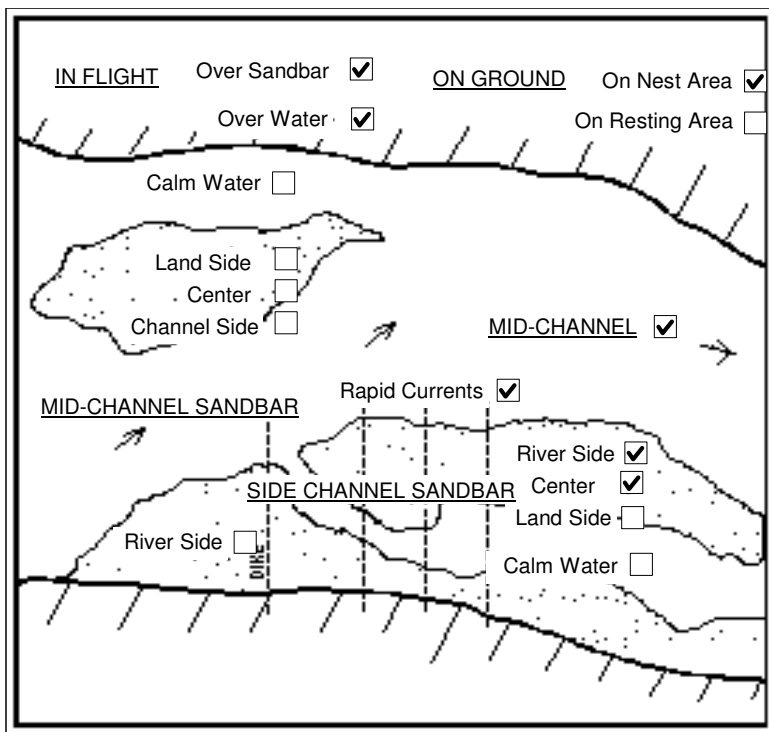 IN FLIGHT
Over Sandbar
ON GROUND
On Nest Area
Over Water
On Resting Area
Calm Water
Land Side
Center
Channel Side
MID-CHANNEL
Rapid Currents
MID-CHANNEL SANDBAR
River Side
Center
SIDE CHANNEL SANDBAR
Land Side
River Side
DIKE
Calm Water